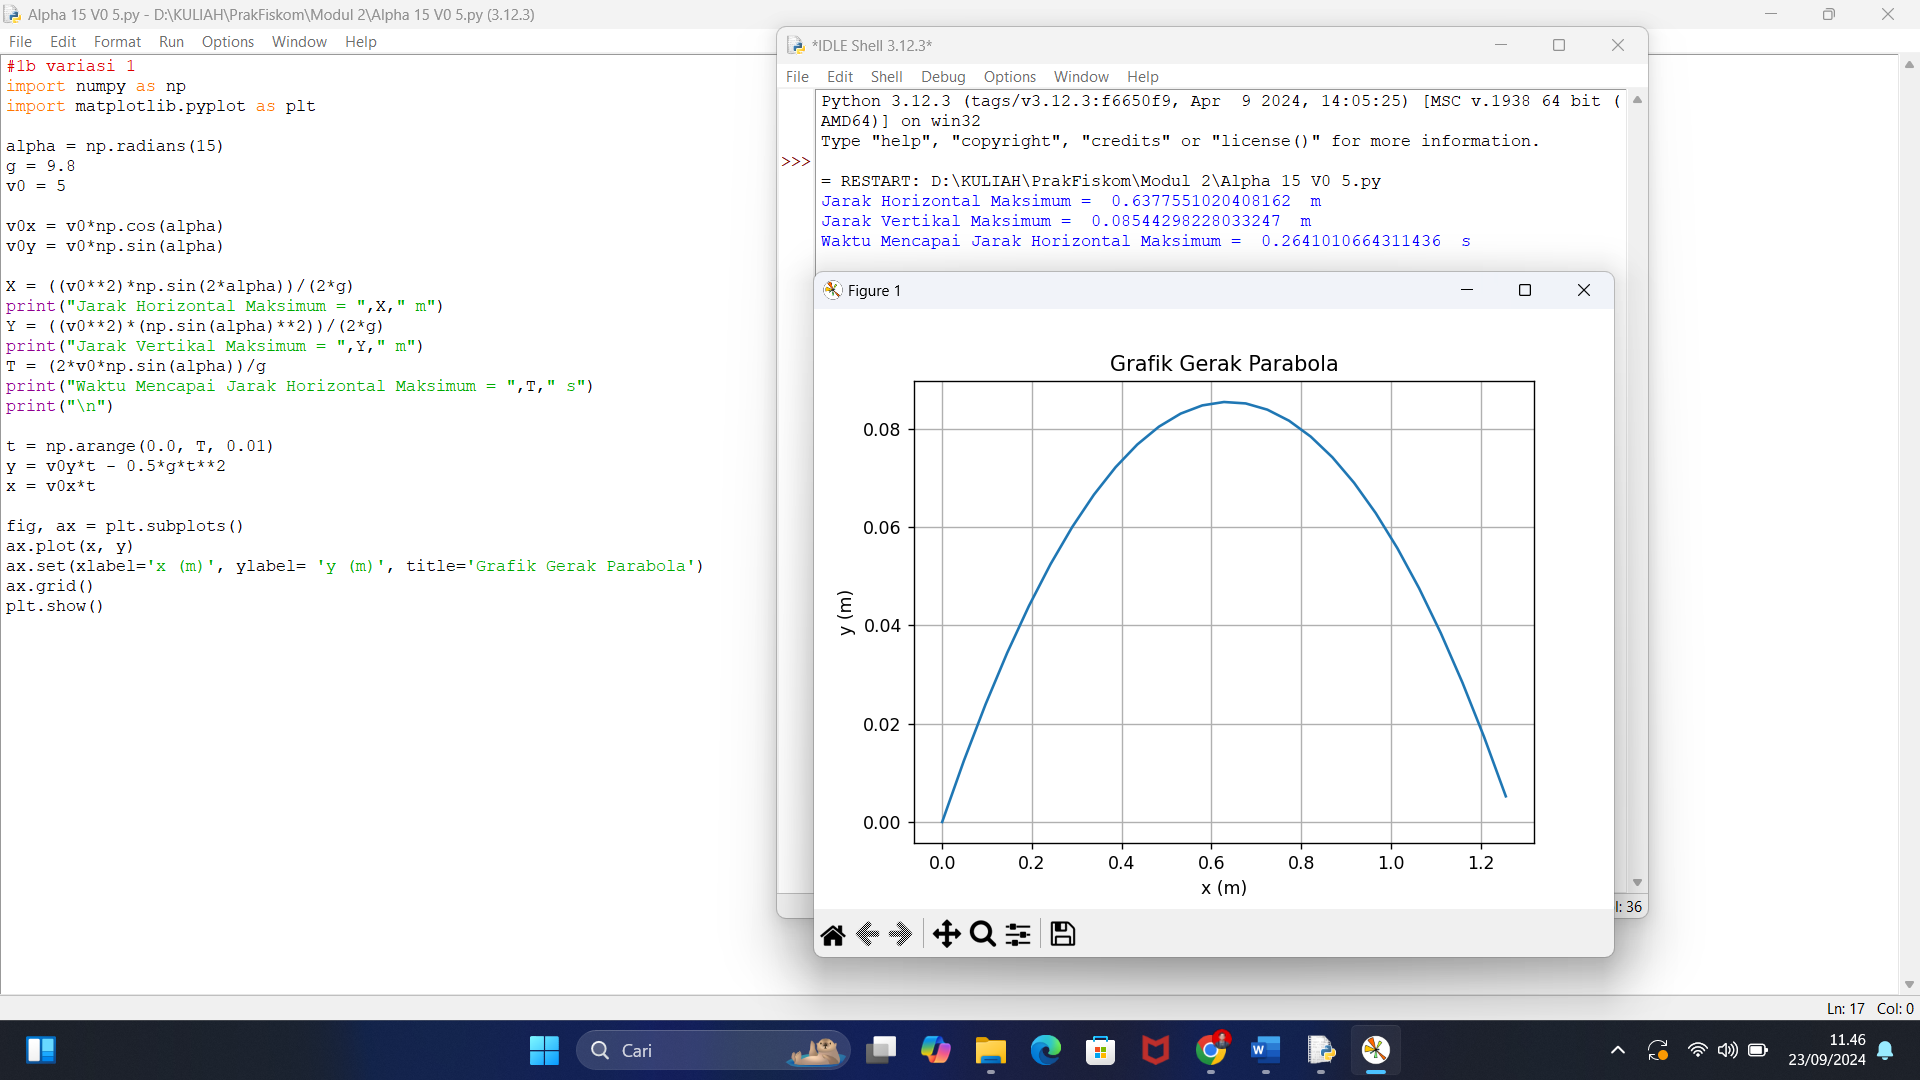 Alpha 15 V0 5.py - D:\KULIAH\PrakFiskom\Modul 2\Alpha 15 V0 5.py (3.12.3)
File Edit Format Run Options Window Help
#1b variasi 1
import numpy as np
import matplotlib.pyplot as plt
alpha = np.radians(15)
g = 9.8
v0 = 5
v0x = v0*np.cos(alpha)
v0y = v0*np.sin(alpha)
X = ((v0**2)*np.sin(2*alpha))/(2*g)
print("Jarak Horizontal Maksimum = ",X," m")
Y = ((v0**2)*(np.sin(alpha)**2))/(2*g)
print("Jarak Vertikal Maksimum = ",Y," m")
T = (2*v0*np.sin(alpha))/g
print("Waktu Mencapai Jarak Horizontal Maksimum = ",T," s")
print("\n")
t = np.arange(0.0, T, 0.01)
y = v0y*t - 0.5*g*t**2
x = v0x*t
fig, ax = plt.subplots()
ax.plot(x, y)
ax.set(xlabel='x (m)', ylabel= 'y (m)', title='Grafik Gerak Parabola')
ax.grid()
plt.show()
*IDLE Shell 3.12.3*
File Edit Shell Debug Options Window Help
Python 3.12.3 (tags/v3.12.3:f6650f9, Apr  9 2024, 14:05:25) [MSC v.1938 64 bit (
AMD64)] on win32
Type "help", "copyright", "credits" or "license()" for more information.
>>>
= RESTART: D:\KULIAH\PrakFiskom\Modul 2\Alpha 15 V0 5.py
Jarak Horizontal Maksimum =  0.6377551020408162  m
Jarak Vertikal Maksimum =  0.08544298228033247  m
Waktu Mencapai Jarak Horizontal Maksimum =  0.2641010664311436  s
Figure 1
Grafik Gerak Parabola
0.08
0.06
0.04
0.02
0.00
y (m)
0.0 0.2 0.4 0.6 0.8 1.0 1.2
x (m)
l: 36
Ln: 17 Col: 0
Cari
11.46
23/09/2024